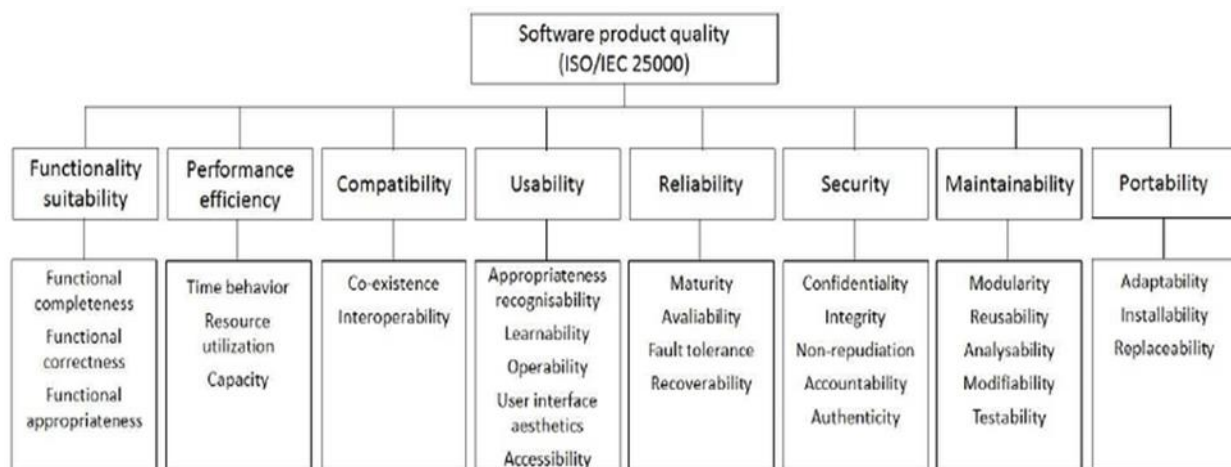 Software product quality
(ISO/IEC 25000)
Functionality
suitability
Performance
efficiency
Compatibility
Usability
Reliability
Security
Maintainability
Portability
Functional
completeness
Functional
correctness
Functional
appropriateness
Time behavior
Resource
utilization
Capacity
Co-existence
Interoperability
Appropriateness
recognisability
Learnability
Operability
User interface
aesthetics
Accessibility
Maturity
Avaliability
Fault tolerance
Recoverability
Confidentiality
Integrity
Non-repudiation
Accountability
Authenticity
Modularity
Reusability
Analysability
Modifiability
Testability
Adaptability
Installability
Replaceability